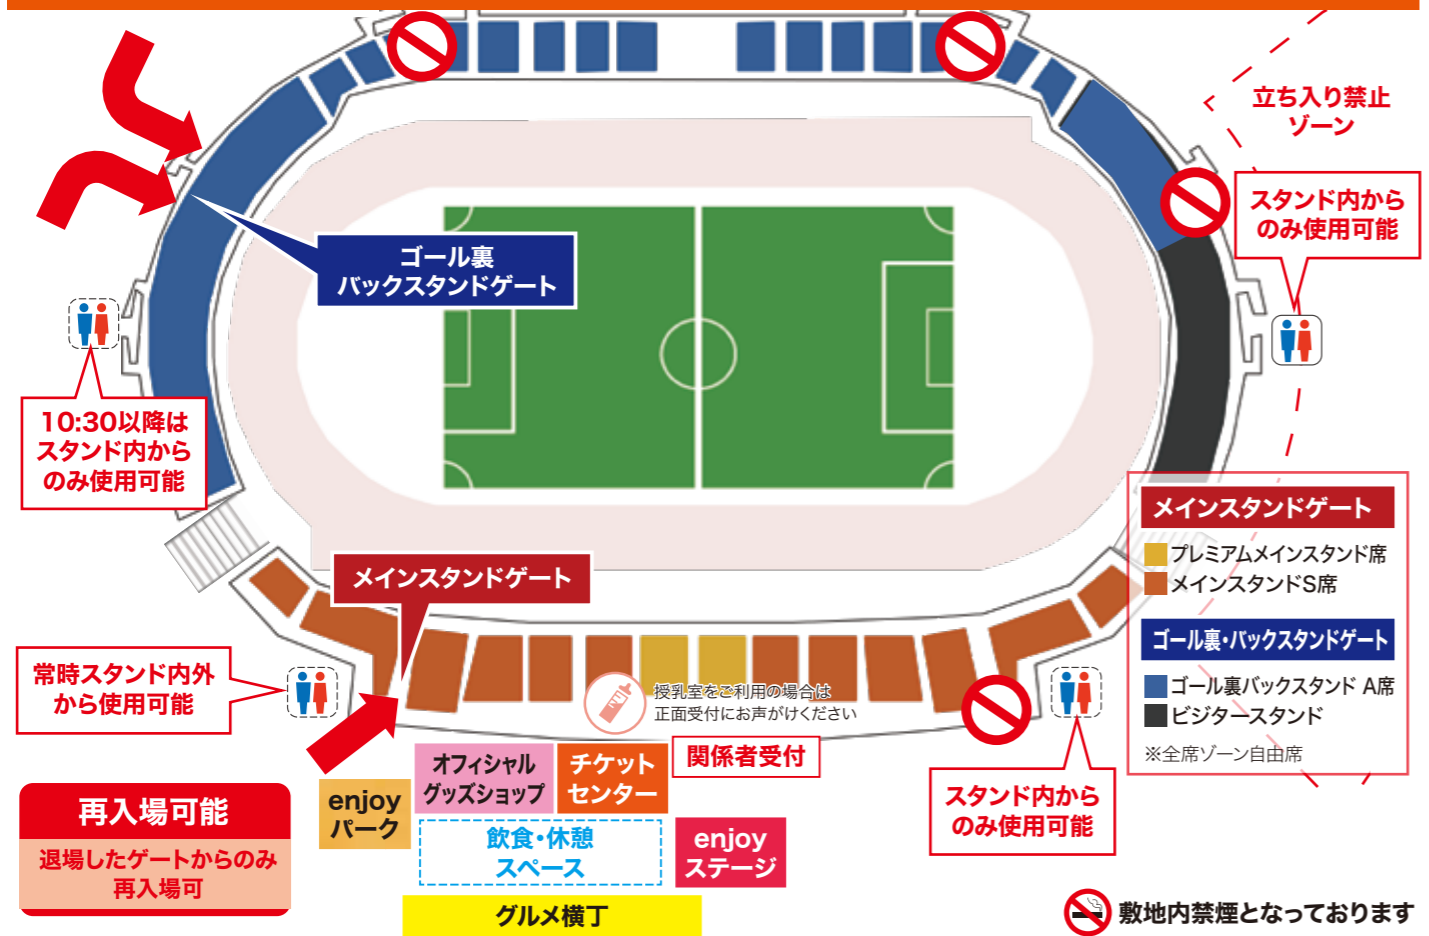 立ち入り禁止
ゾーン
スタンド内から
のみ使用可能
ゴール裏
バックスタンドゲート
10:30以降は
スタンド内から
のみ使用可能
メインスタンドゲート
プレミアムメインスタンド席
メインスタンドS席
ゴール裏・バックスタンドゲート
ゴール裏バックスタンド A席
ビジタースタンド
※全席ゾーン自由席
メインスタンドゲート
常時スタンド内外
から使用可能
授乳室をご利用の場合は
正面受付にお声がけください
関係者受付
オフィシャル
グッズショップ
チケット
センター
enjoy
パーク
飲食・休憩
スペース
enjoy
ステージ
グルメ横丁
スタンド内から
のみ使用可能
再入場可能
退場したゲートからのみ
再入場可
敷地内禁煙となっております